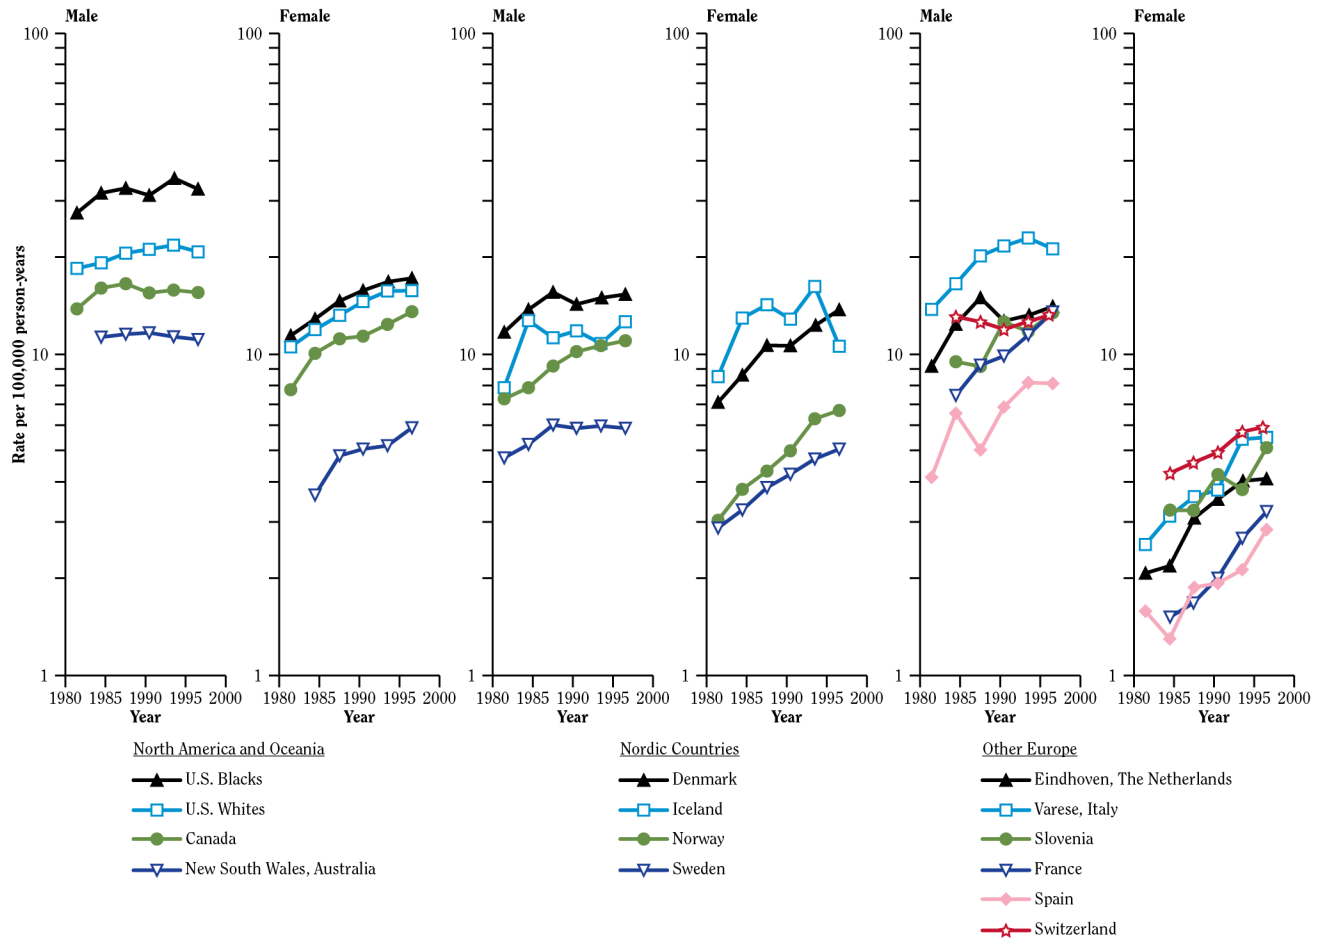 Male Female Male Female Male Female
100 100 100 100 100 100
Rate per 100,000 person-years
10 10 10 10 10 10
1 1 1 1 1 1
1980 1985 1990 1995 2000 1980 1985 1990 1995 2000 1980 1985 1990 1995 2000 1980 1985 1990 1995 2000 1980 1985 1990 1995 2000 1980 1985 1990 1995 2000
Year Year Year Year Year Year
North America and Oceania
U.S. Blacks
U.S. Whites
Canada
New South Wales, Australia
Nordic Countries
Denmark
Iceland
Norway
Sweden
Other Europe
Eindhoven, The Netherlands
Varese, Italy
Slovenia
France
Spain
Switzerland